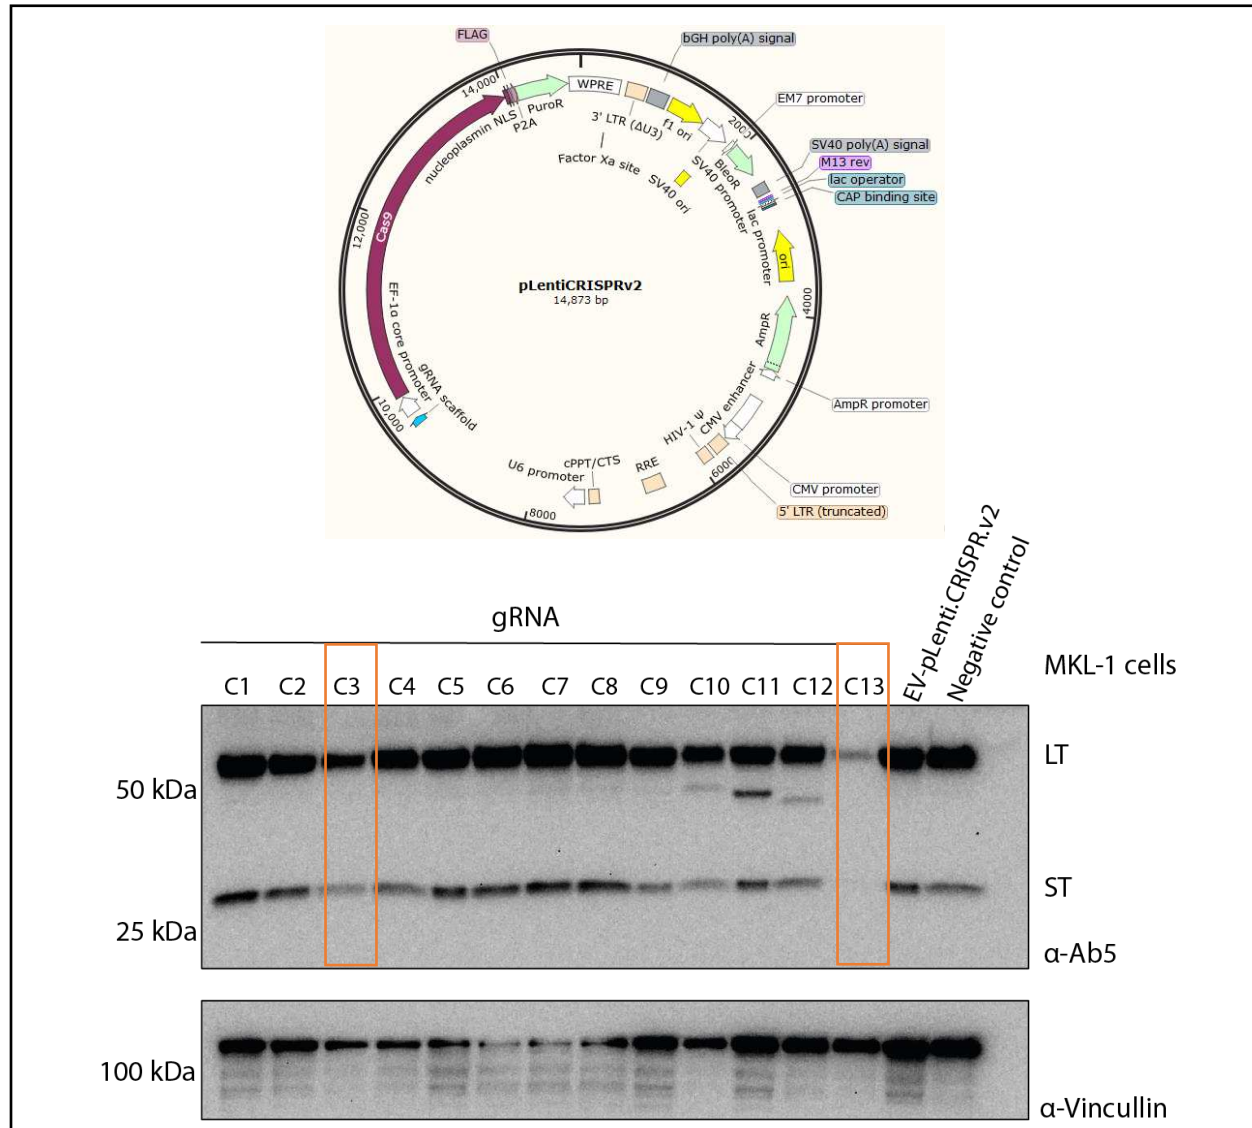 FLAG
bGH poly(A) signal
14,000
PuroR
WPRE
P2A
nucleoplasmin NLS
3' LTR (ΔU3)
f1 ori
2000
EM7 promoter
Factor Xa site
SV40 ori
SV40 promoter
BleoR
SV40 poly(A) signal
M13 rev
lac operator
CAP binding site
lac promoter
12,000
Cas9
ori
pLentiCRISPRv2
14,873 bp
4000
EF-1α core promoter
AmpR
gRNA scaffold
10,000
CMV enhancer
AmpR promoter
HIV-1 Ψ
U6 promoter
cPPT/CTS
RRE
6000
CMV promoter
8000
5' LTR (truncated)
gRNA
EV-pLenti.CRISPR.v2
Negative control
MKL-1 cells
C1 C2 C3 C4 C5 C6 C7 C8 C9 C10 C11 C12 C13
LT
50 kDa
ST
25 kDa
α-Ab5
100 kDa
α-Vincullin